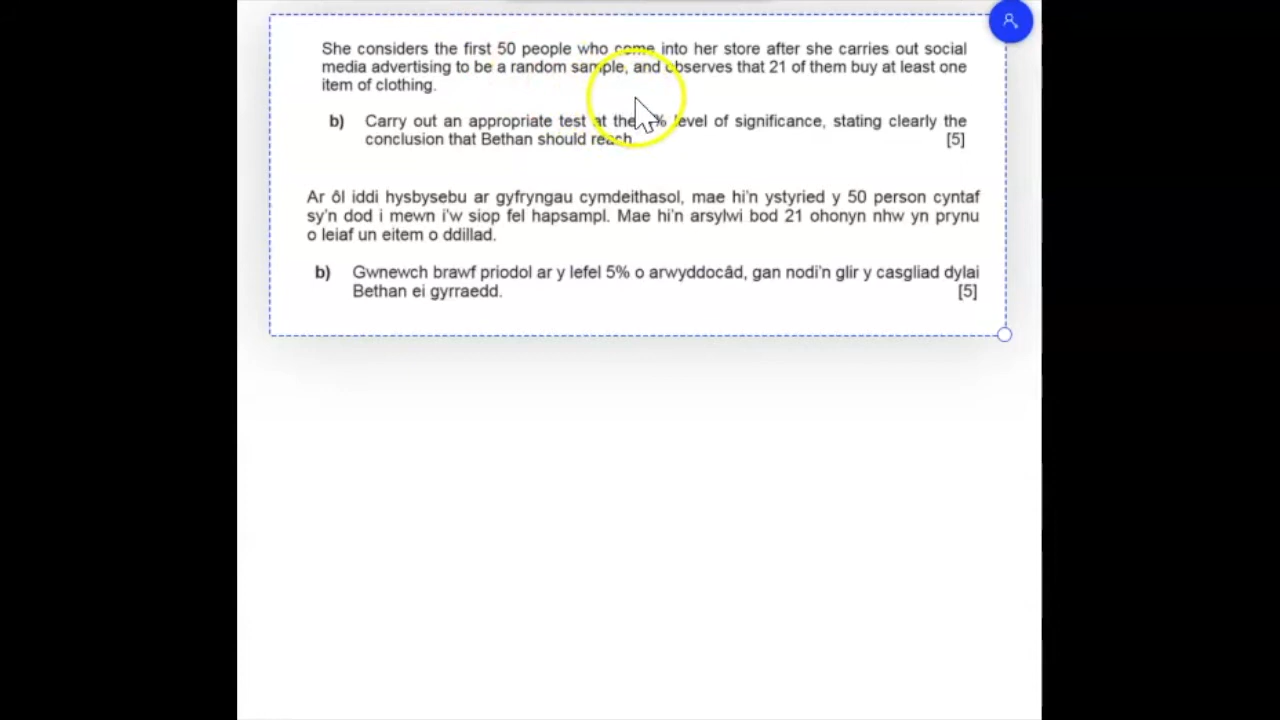 She considers the first 50 people who come into her store after she carries out social
media advertising to be a random sample, and observes that 21 of them buy at least one
item of clothing.
b) Carry out an appropriate test at the % level of significance, stating clearly the
conclusion that Bethan should reach. [5]
Ar ôl iddi hysbysebu ar gyfryngau cymdeithasol, mae hi'n ystyried y 50 person cyntaf
sy'n dod i mewn i'w siop fel hapsampl. Mae hi'n arsylwi bod 21 ohonyn nhw yn prynu
o leiaf un eitem o ddillad.
b) Gwnewch brawf priodol ar y lefel 5% o arwyddocâd, gan nodi'n glir y casgliad dylai
Bethan ei gyrraedd. [5]